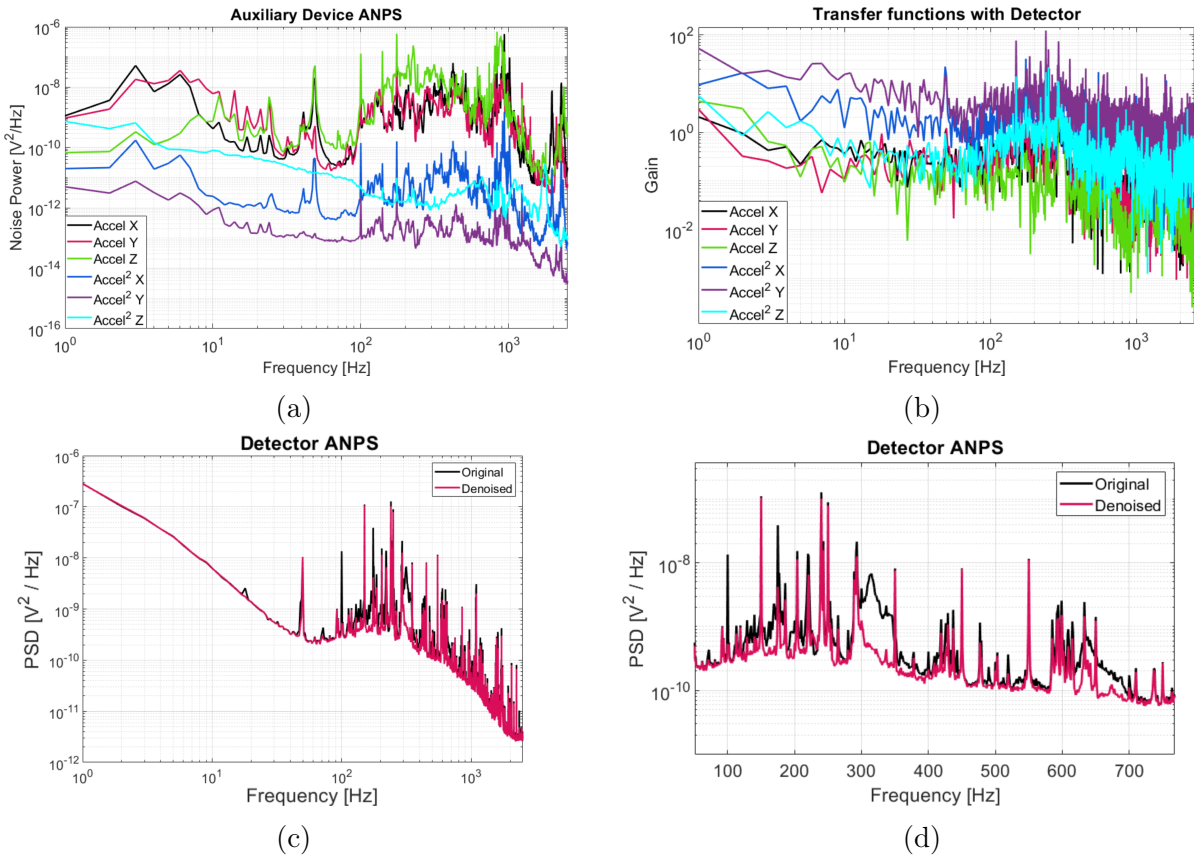 Auxiliary Device ANPS
Noise Power [V²/Hz]
10⁻⁶
10⁻⁸
10⁻¹⁰
10⁻¹²
10⁻¹⁴
10⁻¹⁶
Accel X
Accel Y
Accel Z
Accel² X
Accel² Y
Accel² Z
10⁰ 10¹ 10² 10³
Frequency [Hz]
(a)
Transfer functions with Detector
Gain
10²
10⁰
10⁻²
Accel X
Accel Y
Accel Z
Accel² X
Accel² Y
Accel² Z
10⁰ 10¹ 10² 10³
Frequency [Hz]
(b)
Detector ANPS
PSD [V² / Hz]
10⁻⁶
10⁻⁷
10⁻⁸
10⁻⁹
10⁻¹⁰
10⁻¹¹
10⁻¹²
Original
Denoised
10⁰ 10¹ 10² 10³
Frequency [Hz]
(c)
Detector ANPS
PSD [V² / Hz]
10⁻⁸
10⁻¹⁰
Original
Denoised
100 200 300 400 500 600 700
Frequency [Hz]
(d)